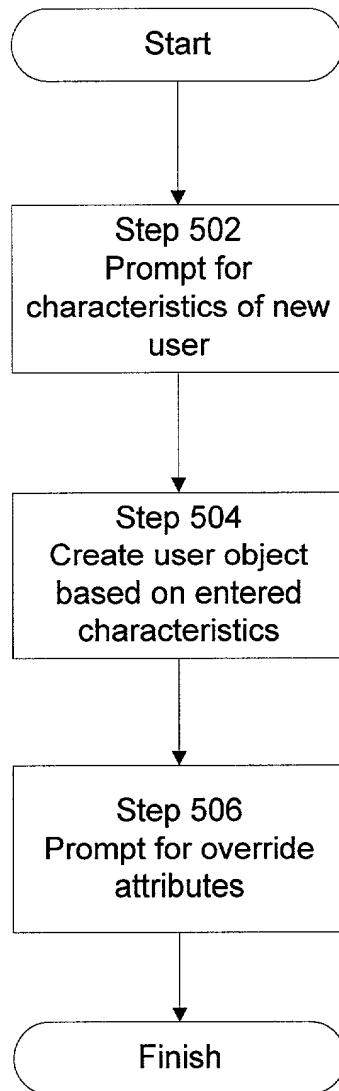 Start
Step 502
Prompt for
characteristics of new
user
Step 504
Create user object
based on entered
characteristics
Step 506
Prompt for override
attributes
Finish